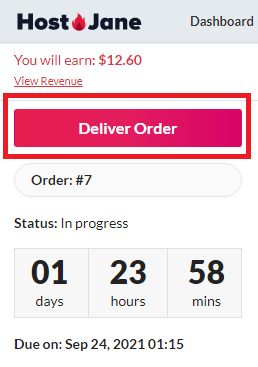 Host Jane Dashboard
You will earn: $12.60
View Revenue
Deliver Order
Order: #7
Status: In progress
01 23 58
days hours mins
Due on: Sep 24, 2021 01:15